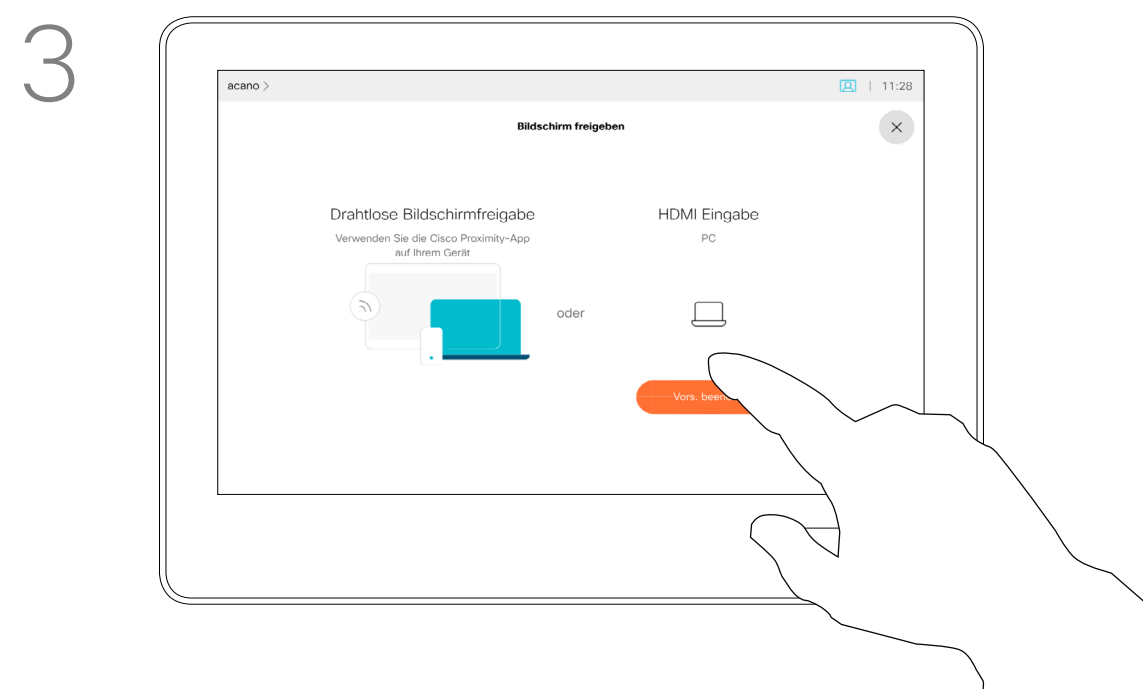 3
acano >
11:28
Bildschirm freigeben
Drahtlose Bildschirmfreigabe
Verwenden Sie die Cisco Proximity-App
auf Ihrem Gerät
oder
HDMI Eingabe
PC
Vors.